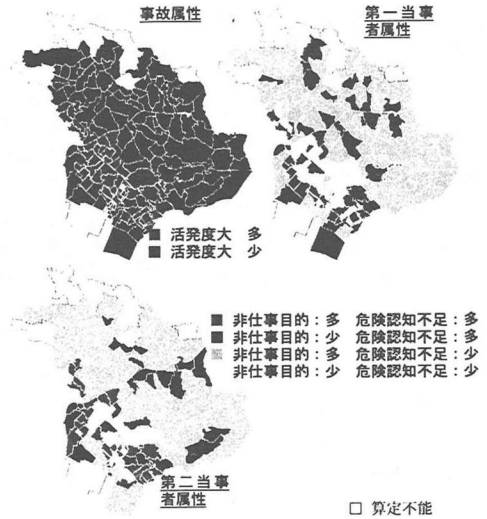 事故属性
第一当事
者属性
活発度大 多
活発度大 少
非仕事目的：多 危険認知不足：多
非仕事目的：少 危険認知不足：多
非仕事目的：多 危険認知不足：少
非仕事目的：少 危険認知不足：少
第二当事
者属性
算定不能